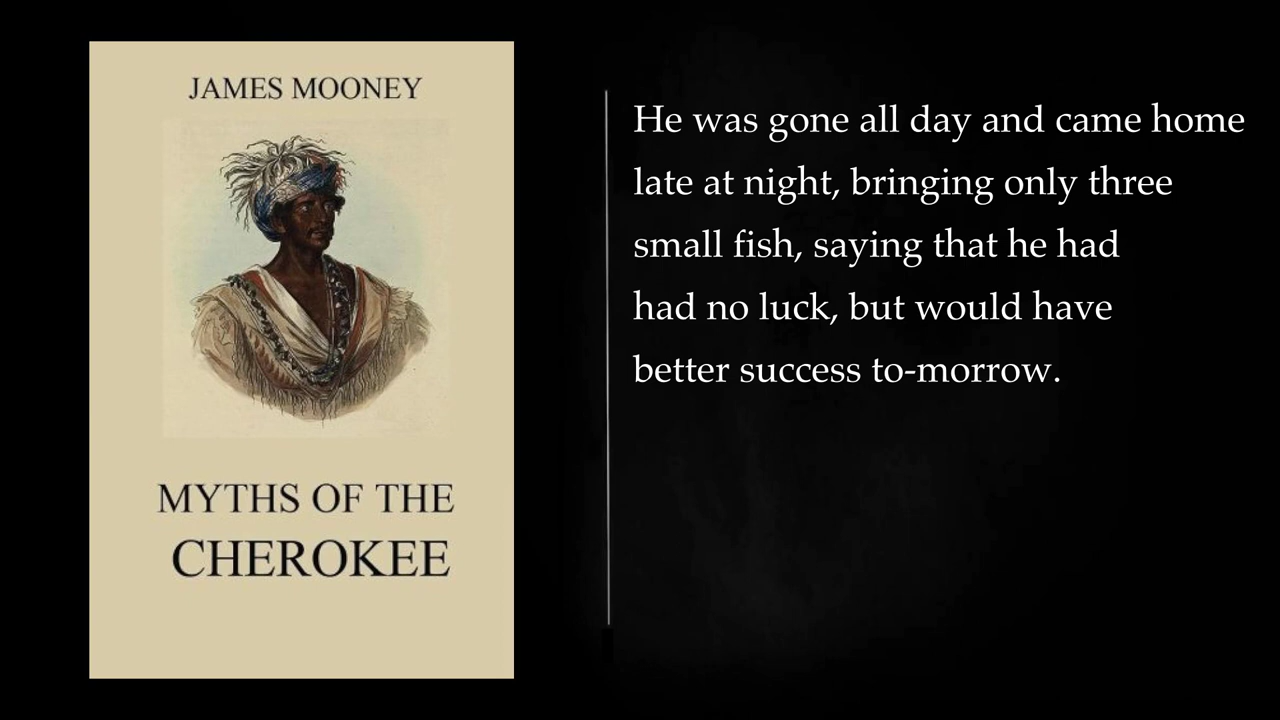 JAMES MOONEY
MYTHS OF THE
CHEROKEE
He was gone all day and came home
late at night, bringing only three
small fish, saying that he had
had no luck, but would have
better success to-morrow.